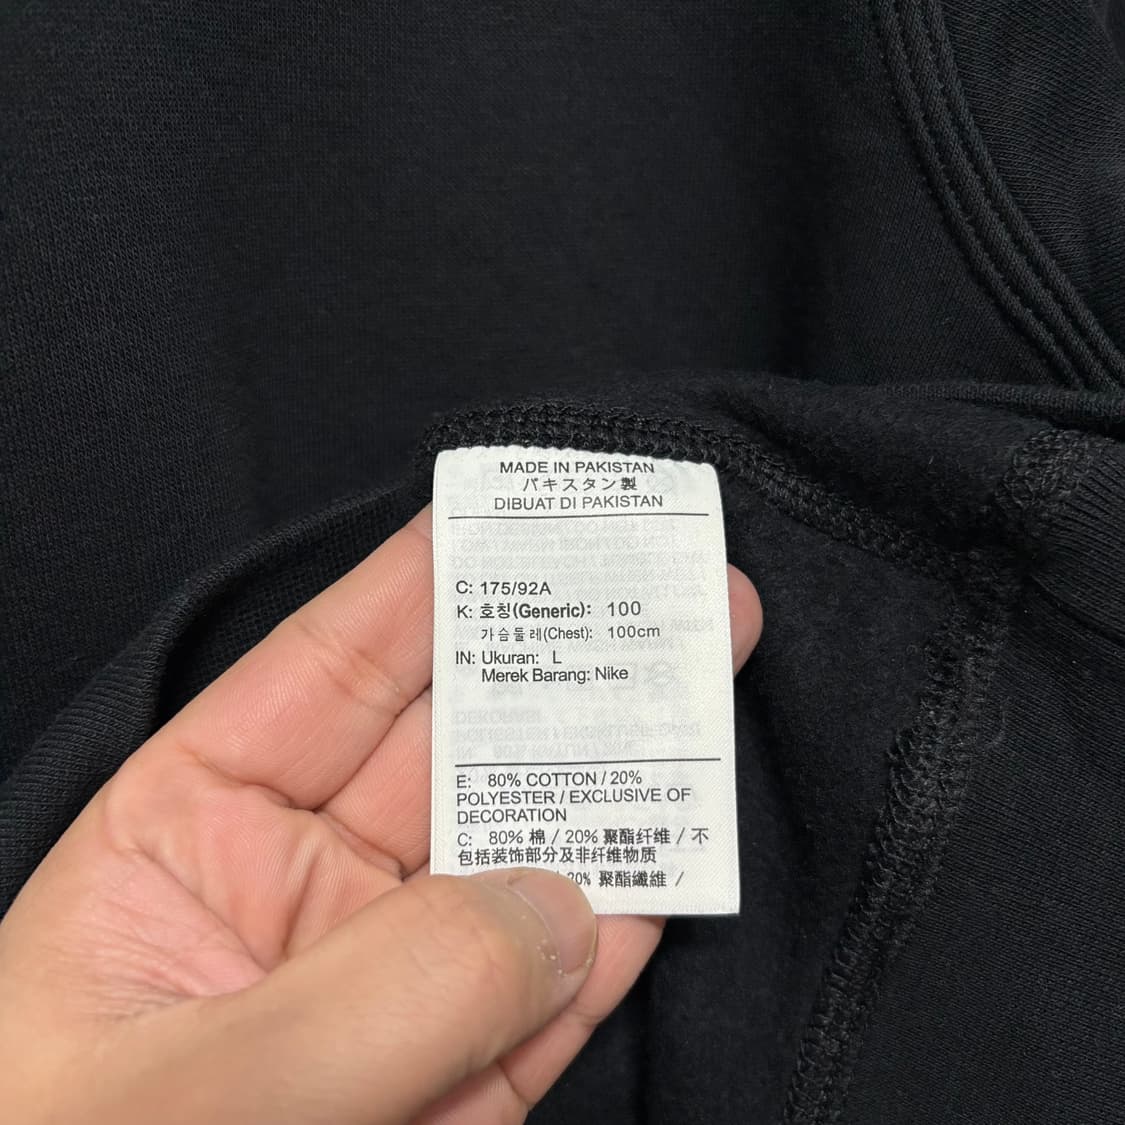 MADE IN PAKISTAN
パキスタン製
DIBUAT DI PAKISTAN
C: 175/92A
K: 호칭(Generic): 100
가슴둘레(Chest): 100cm
IN: Ukuran: L
Merek Barang: Nike
E: 80% COTTON / 20%
POLYESTER / EXCLUSIVE OF
DECORATION
C: 80% 棉 / 20% 聚酯纤维 / 不
包括装饰部分及非纤维物质
/ 20% 聚酯纖維 /